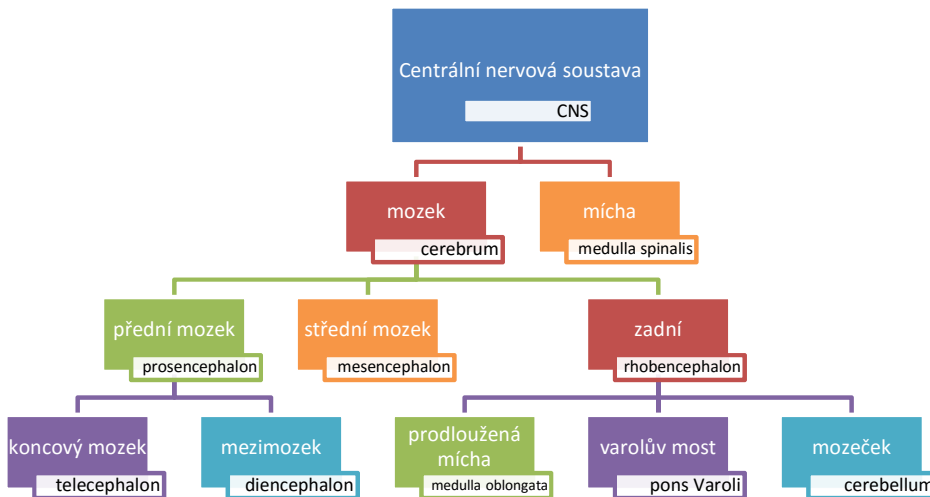 Centrální nervová soustava
CNS
mozek
cerebrum
mícha
medulla spinalis
přední mozek
prosencephalon
střední mozek
mesencephalon
zadní
rhobencephalon
koncový mozek
telecephalon
mezimozek
diencephalon
prodloužená
mícha
medulla oblongata
varolův most
pons Varoli
mozeček
cerebellum